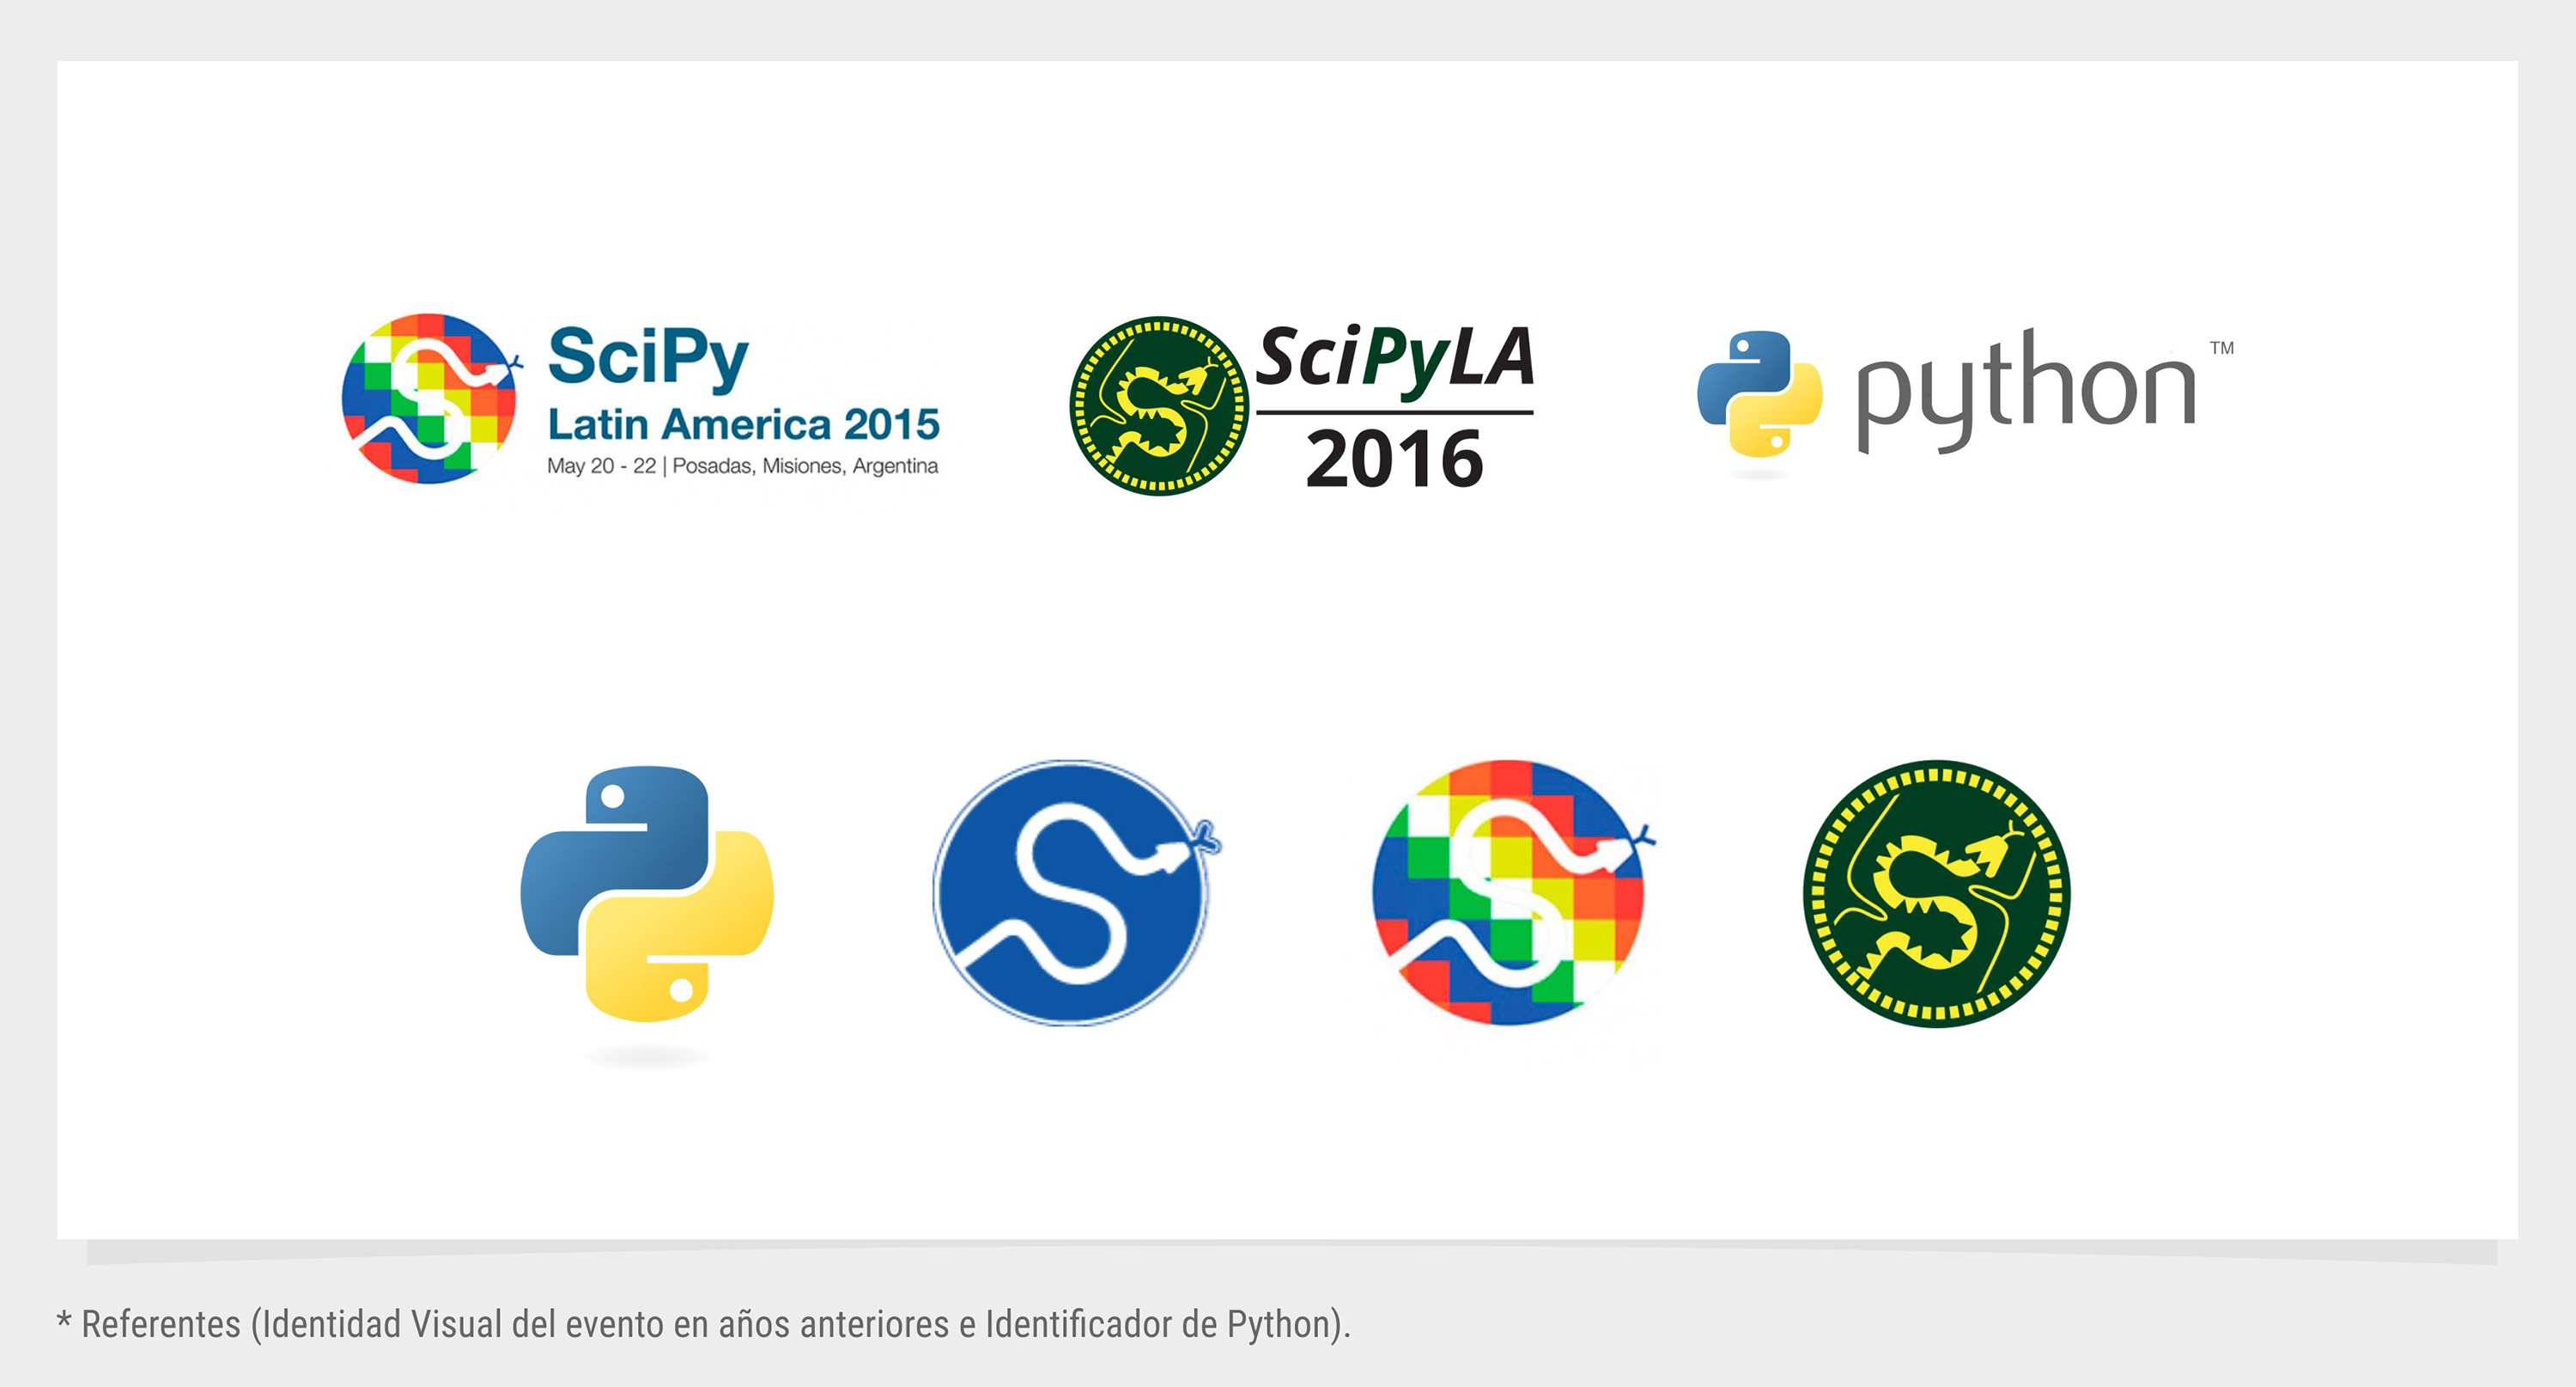 SciPy
Latin America 2015
May 20 - 22 | Posadas, Misiones, Argentina
SciPyLA
2016
python TM
* Referentes (Identidad Visual del evento en años anteriores e Identificador de Python).